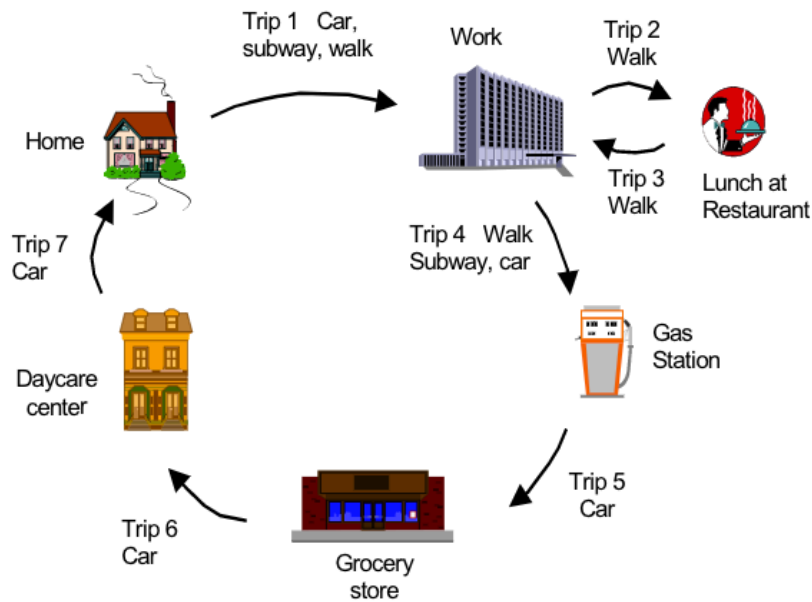 Trip 1 Car,
subway, walk
Work
Trip 2
Walk
Home
Trip 3
Walk
Lunch at
Restaurant
Trip 4 Walk
Subway, car
Trip 7
Car
Gas
Station
Daycare
center
Trip 5
Car
Trip 6
Car
Grocery
store